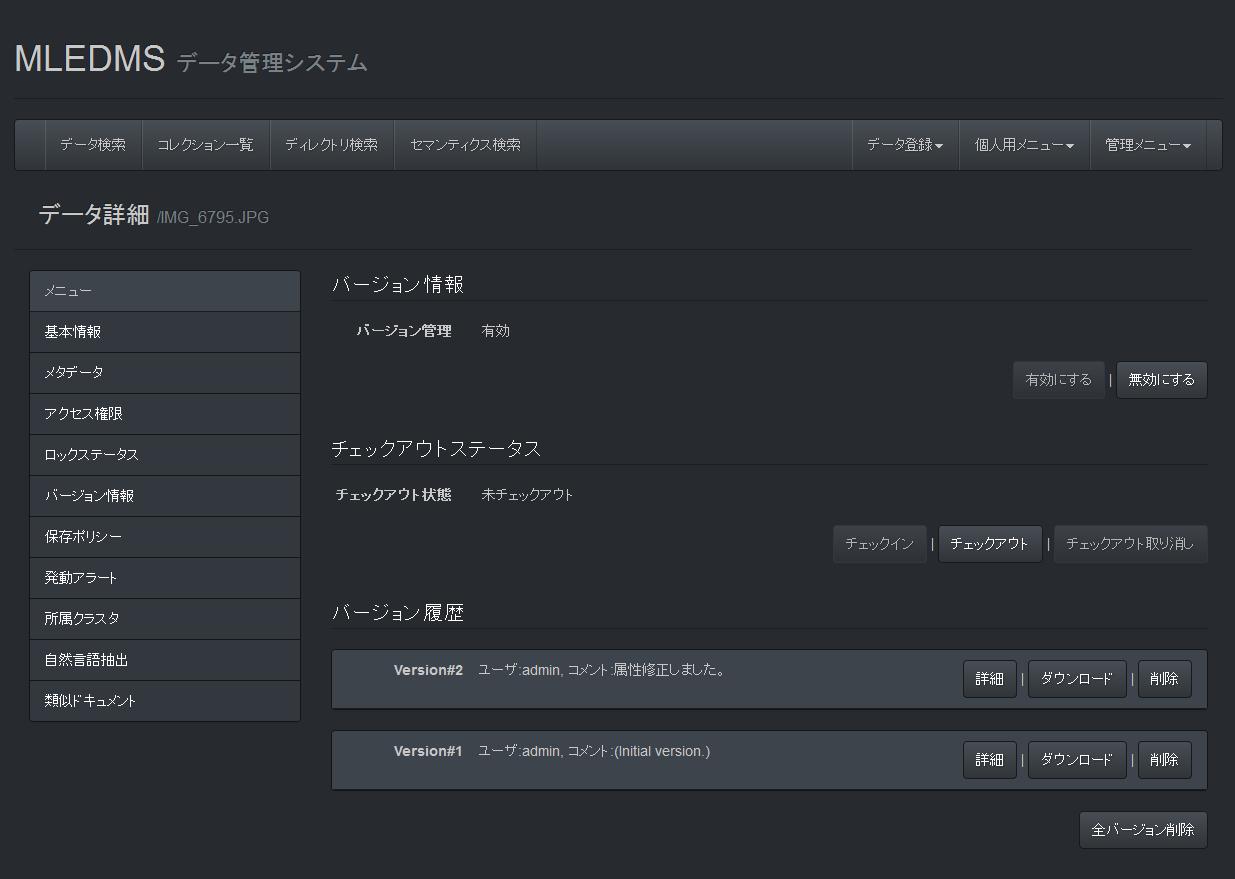 MLEDMS データ管理システム
データ検索 コレクション一覧 ディレクトリ検索 セマンティクス検索 データ登録 個人用メニュー 管理メニュー
データ詳細 /IMG_6795.JPG
メニュー
基本情報
メタデータ
アクセス権限
ロックステータス
バージョン情報
保存ポリシー
発動アラート
所属クラスタ
自然言語抽出
類似ドキュメント
バージョン情報
バージョン管理 有効
有効にする | 無効にする
チェックアウトステータス
チェックアウト状態 未チェックアウト
チェックイン | チェックアウト | チェックアウト取り消し
バージョン履歴
Version#2 ユーザ:admin, コメント:属性修正しました。 詳細 | ダウンロード | 削除
Version#1 ユーザ:admin, コメント:(Initial version.) 詳細 | ダウンロード | 削除
全バージョン削除